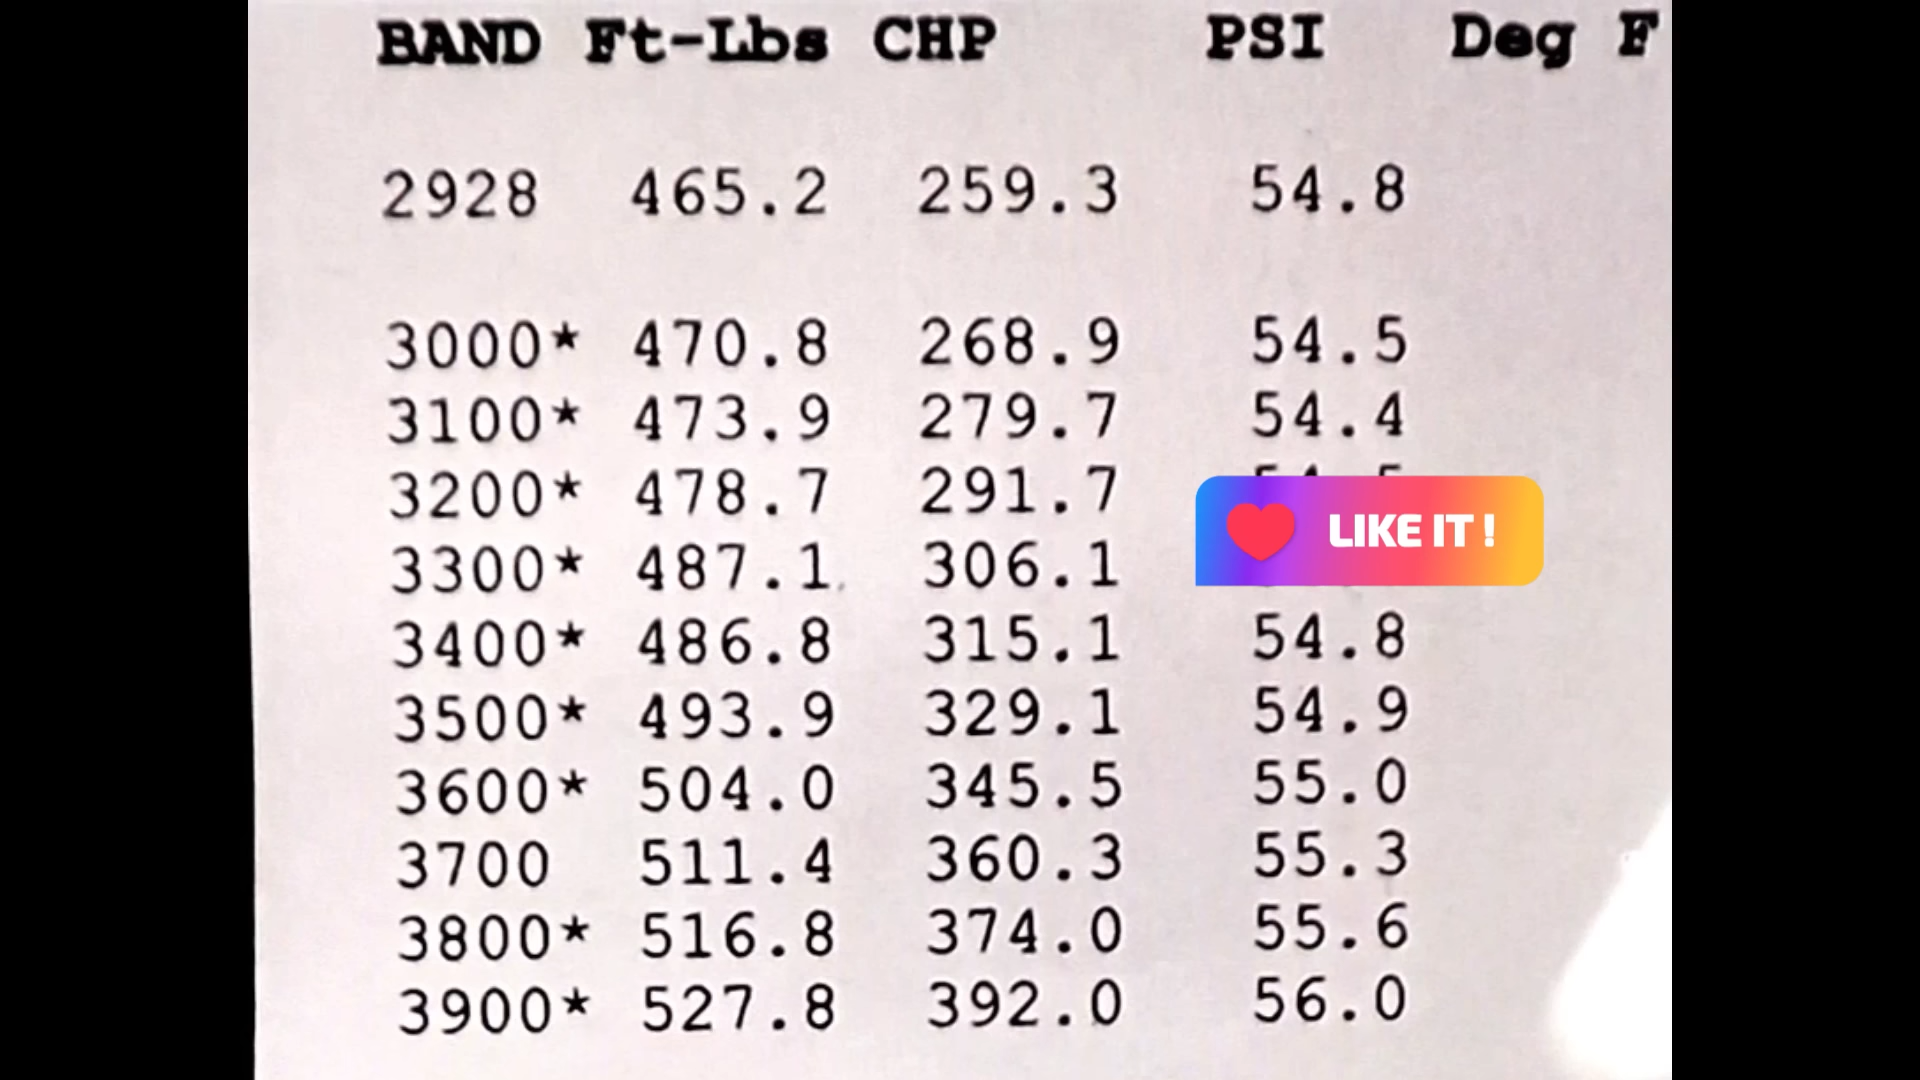 BAND Ft-Lbs CHP PSI Deg F
2928 465.2 259.3 54.8
3000* 470.8 268.9 54.5
3100* 473.9 279.7 54.4
3200* 478.7 291.7
LIKE IT !
3300* 487.1 306.1
3400* 486.8 315.1 54.8
3500* 493.9 329.1 54.9
3600* 504.0 345.5 55.0
3700 511.4 360.3 55.3
3800* 516.8 374.0 55.6
3900* 527.8 392.0 56.0